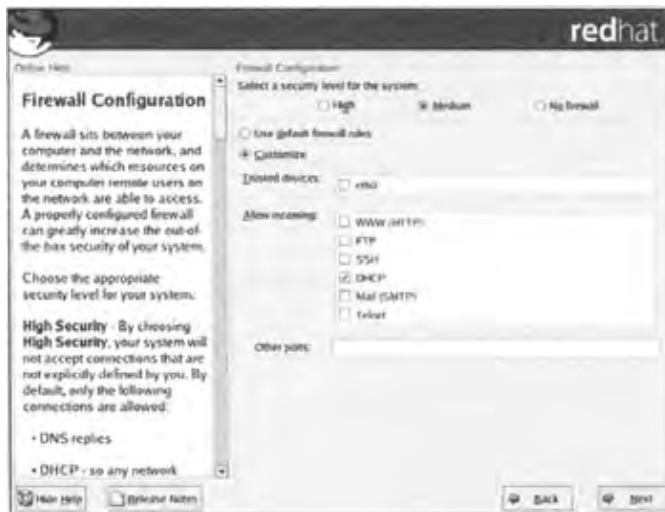 redhat.
Online Help
Firewall Configuration
A firewall sits between your
computer and the network, and
determines which resources on
your computer remote users on
the network are able to access.
A properly configured firewall
can greatly increase the out-of-
the-box security of your system.
Choose the appropriate
security level for your system:
High Security - By choosing
High Security, your system will
not accept connections that are
not explicitly defined by you. By
default, only the following
connections are allowed:
• DNS replies
• DHCP - so any network
Firewall Configuration
Select a security level for the system:
High Medium No firewall
Use default firewall rules
Customize
Trusted devices: eth0
Allow incoming: WWW (HTTP)
FTP
SSH
DHCP
Mail (SMTP)
Telnet
Other ports:
Hide Help Release Notes Back Next